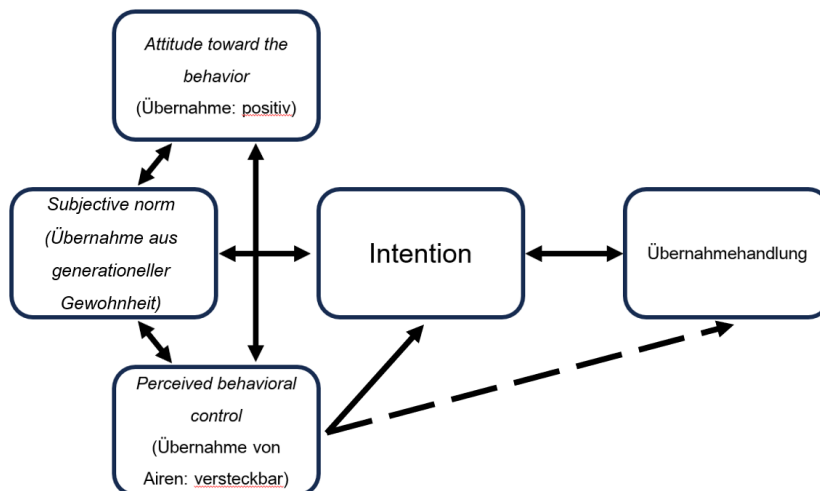 Attitude toward the
behavior
(Übernahme: positiv)
Subjective norm
(Übernahme aus
generationeller
Gewohnheit)
Intention
Übernahmehandlung
Perceived behavioral
control
(Übernahme von
Airen: versteckbar)